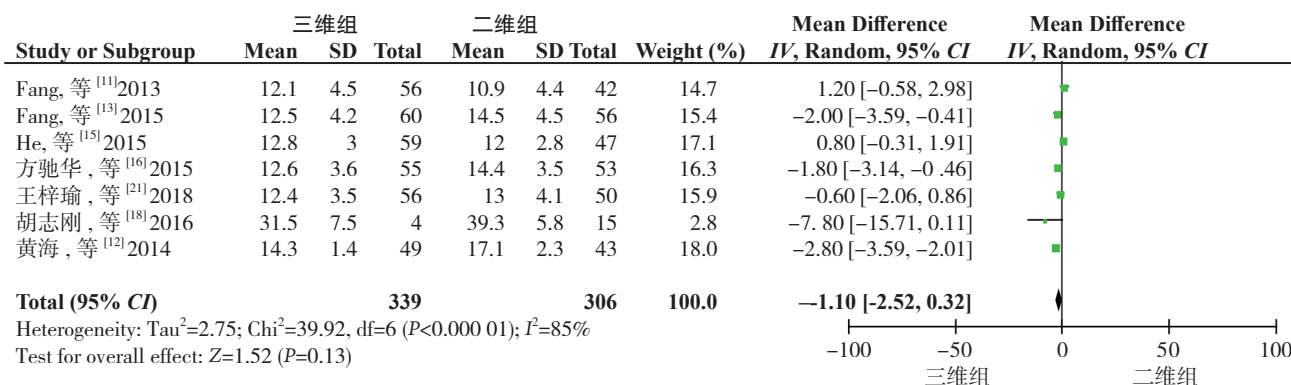 三维组 二维组 Mean Difference Mean Difference
Study or Subgroup Mean SD Total Mean SD Total Weight (%) IV, Random, 95% CI IV, Random, 95% CI
Fang, 等 [11]2013 12.1 4.5 56 10.9 4.4 42 14.7 1.20 [−0.58, 2.98]
Fang, 等 [13]2015 12.5 4.2 60 14.5 4.5 56 15.4 −2.00 [−3.59, −0.41]
He, 等 [15]2015 12.8 3 59 12 2.8 47 17.1 0.80 [−0.31, 1.91]
方驰华 , 等 [16]2015 12.6 3.6 55 14.4 3.5 53 16.3 −1.80 [−3.14, −0 .46]
王梓瑜 , 等 [21]2018 12.4 3.5 56 13 4.1 50 15.9 −0.60 [−2.06, 0.86]
胡志刚 , 等 [18]2016 31.5 7.5 4 39.3 5.8 15 2.8 −7. 80 [−15.71, 0.11]
黄海 , 等 [12]2014 14.3 1.4 49 17.1 2.3 43 18.0 −2.80 [−3.59, −2.01]
Total (95% CI) 339 306 100.0 —1.10 [-2.52, 0.32]
Heterogeneity: Tau²=2.75; Chi²=39.92, df=6 (P<0.000 01); I²=85%
Test for overall effect: Z=1.52 (P=0.13)
−100 −50 0 50 100
三维组 二维组